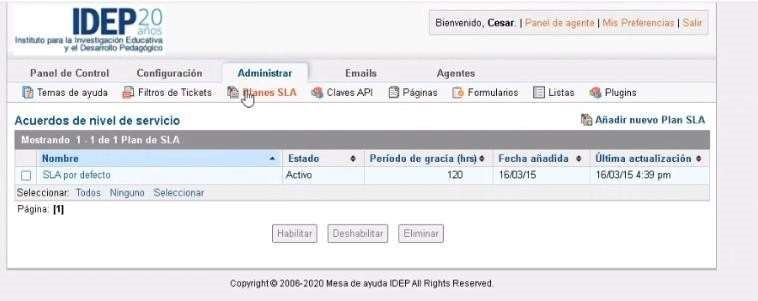 IDEP 20 años
Instituto para la Investigación Educativa
y el Desarrollo Pedagógico
Bienvenido, Cesar. | Panel de agente | Mis Preferencias | Salir
Panel de Control Configuración Administrar Emails Agentes
Temas de ayuda Filtros de Tickets Planes SLA Claves API Páginas Formularios Listas Plugins
Acuerdos de nivel de servicio Añadir nuevo Plan SLA
Mostrando 1 - 1 de 1 Plan de SLA
Nombre Estado Período de gracia (hrs) Fecha añadida Última actualización
SLA por defecto Activo 120 16/03/15 16/03/15 4:39 pm
Seleccionar: Todos Ninguno Seleccionar
Página: [1]
Habilitar Deshabilitar Eliminar
Copyright © 2006-2020 Mesa de ayuda IDEP All Rights Reserved.